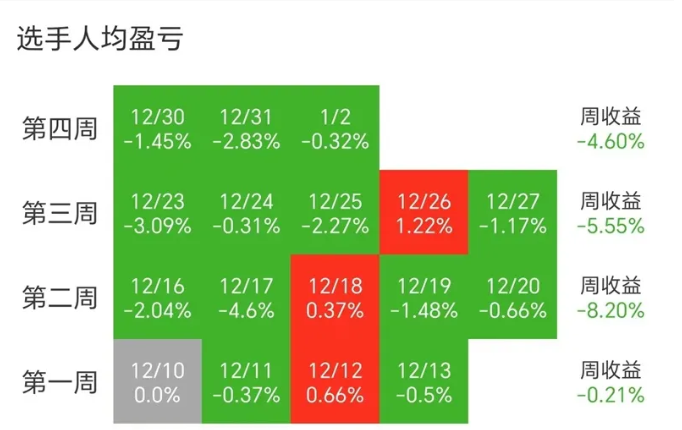 选手人均盈亏
第四周 12/30 12/31 1/2 周收益
-1.45% -2.83% -0.32% -4.60%
第三周 12/23 12/24 12/25 12/26 12/27 周收益
-3.09% -0.31% -2.27% 1.22% -1.17% -5.55%
第二周 12/16 12/17 12/18 12/19 12/20 周收益
-2.04% -4.6% 0.37% -1.48% -0.66% -8.20%
第一周 12/10 12/11 12/12 12/13 周收益
0.0% -0.37% 0.66% -0.5% -0.21%